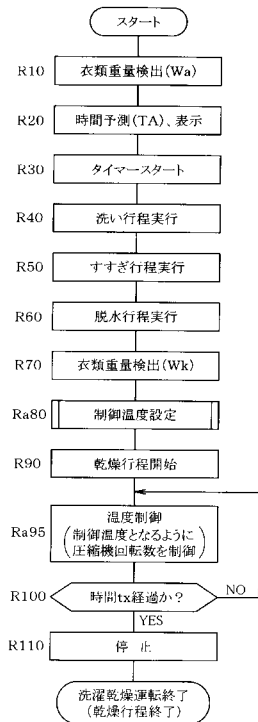 スタート
R10 衣類重量検出(Wa)
R20 時間予測(TA)、表示
R30 タイマースタート
R40 洗い行程実行
R50 すすぎ行程実行
R60 脱水行程実行
R70 衣類重量検出(Wk)
Ra80 制御温度設定
R90 乾燥行程開始
温度制御
Ra95 (制御温度となるように
圧縮機回転数を制御)
R100 時間tx経過か? NO
YES
R110 停 止
洗濯乾燥運転終了
(乾燥行程終了)